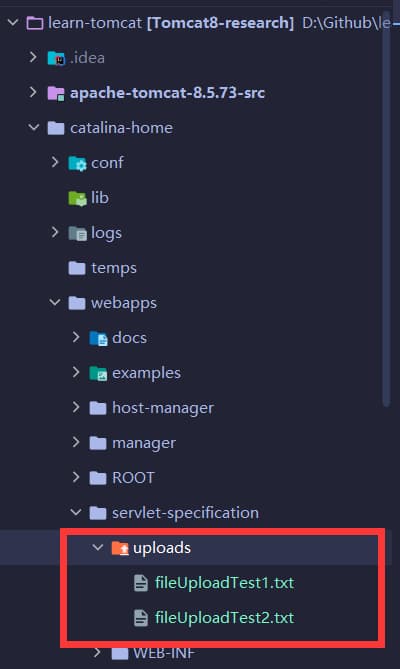 learn-tomcat [Tomcat8-research] D:\Github\le
.idea
apache-tomcat-8.5.73-src
catalina-home
conf
lib
logs
temps
webapps
docs
examples
host-manager
manager
ROOT
servlet-specification
uploads
fileUploadTest1.txt
fileUploadTest2.txt
WEB-INF